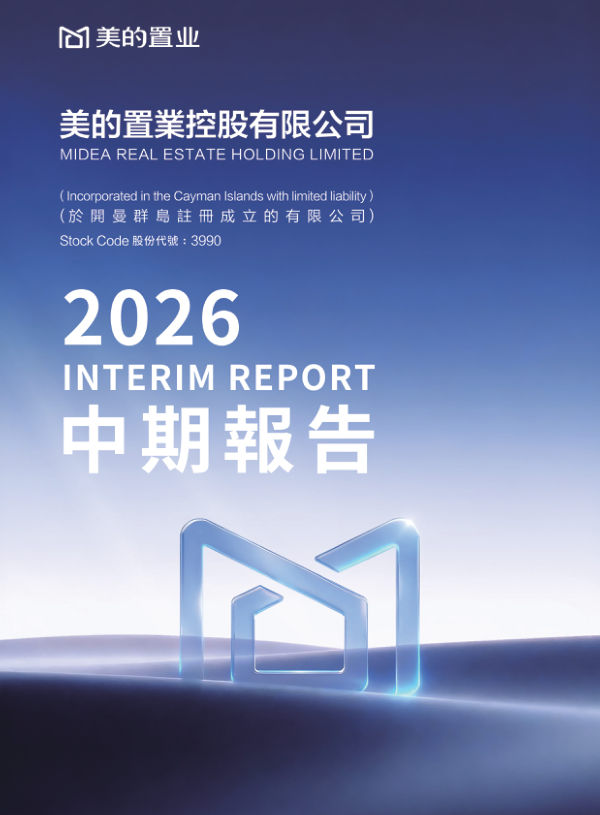 美的置业
美的置業控股有限公司
MIDEA REAL ESTATE HOLDING LIMITED
(Incorporated in the Cayman Islands with limited liability)
(於開曼群島註冊成立的有限公司)
Stock Code 股份代號：3990
2026
INTERIM REPORT
中期報告